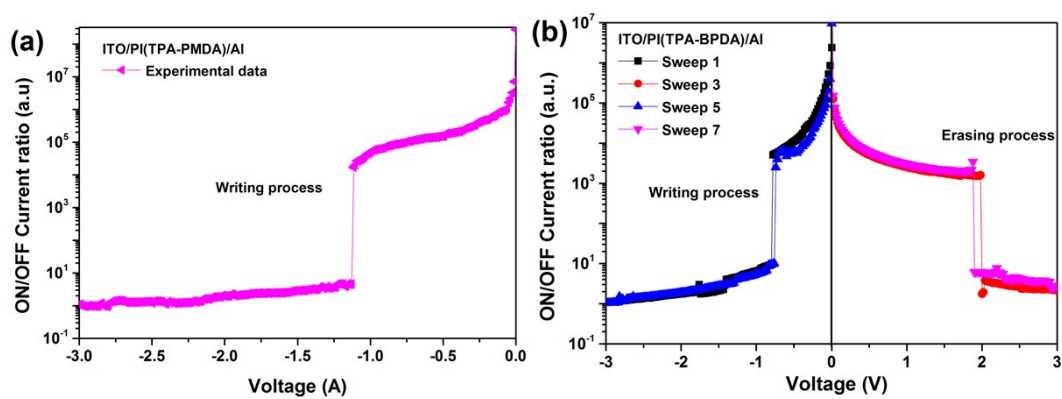 (a)
ITO/PI(TPA-PMDA)/Al
Experimental data
Writing process
ON/OFF Current ratio (a.u)
10^7
10^5
10^3
10^1
10^-1
-3.0 -2.5 -2.0 -1.5 -1.0 -0.5 0.0
Voltage (A)
(b)
ITO/PI(TPA-BPDA)/Al
Sweep 1
Sweep 3
Sweep 5
Sweep 7
Erasing process
Writing process
ON/OFF Current ratio (a.u.)
10^7
10^5
10^3
10^1
10^-1
-3 -2 -1 0 1 2 3
Voltage (V)